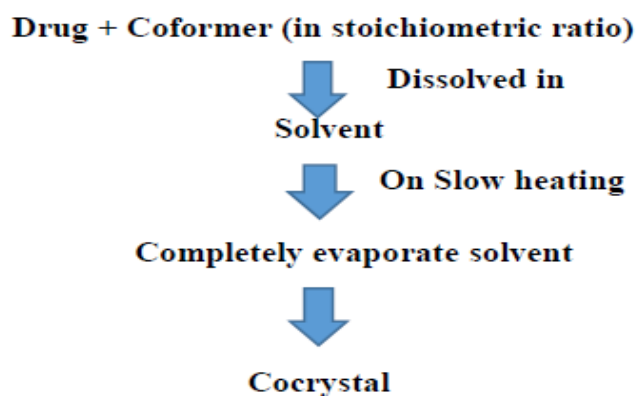 Drug + Coformer (in stoichiometric ratio)
Dissolved in
Solvent
On Slow heating
Completely evaporate solvent
Cocrystal